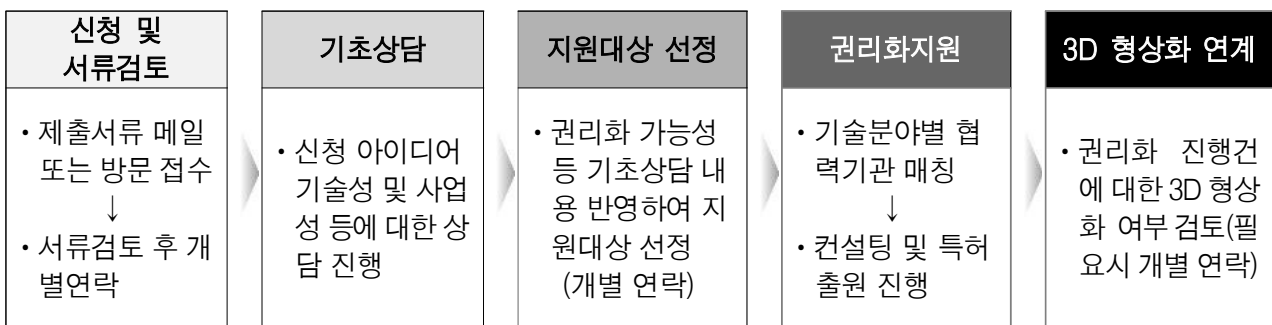 신청 및
서류검토
• 제출서류 메일
또는 방문 접수
↓
• 서류검토 후 개
별연락
기초상담
• 신청 아이디어
기술성 및 사업
성 등에 대한 상
담 진행
지원대상 선정
• 권리화 가능성
등 기초상담 내
용 반영하여 지
원대상 선정
(개별 연락)
권리화지원
• 기술분야별 협
력기관 매칭
↓
• 컨설팅 및 특허
출원 진행
3D 형상화 연계
• 권리화 진행건
에 대한 3D 형상
화 여부 검토(필
요시 개별 연락)